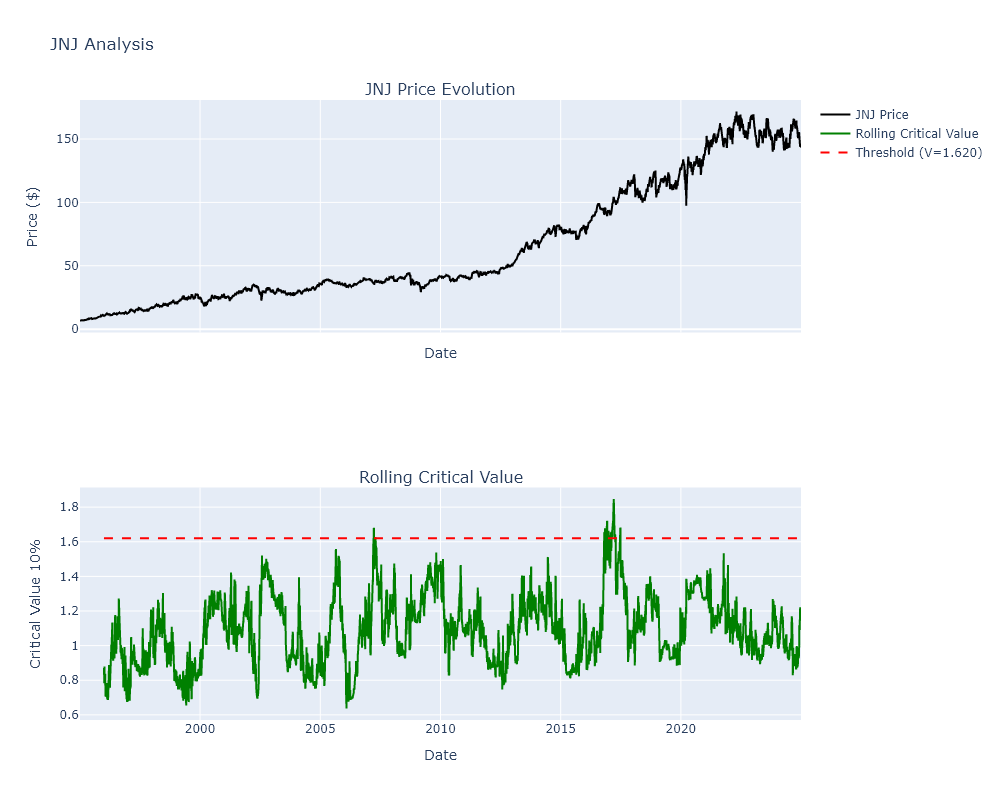 JNJ Analysis
JNJ Price Evolution
JNJ Price
Rolling Critical Value
Threshold (V=1.620)
150
100
50
0
Price ($)
Date
Rolling Critical Value
1.8
1.6
1.4
1.2
1
0.8
0.6
Critical Value 10%
2000
2005
2010
2015
2020
Date